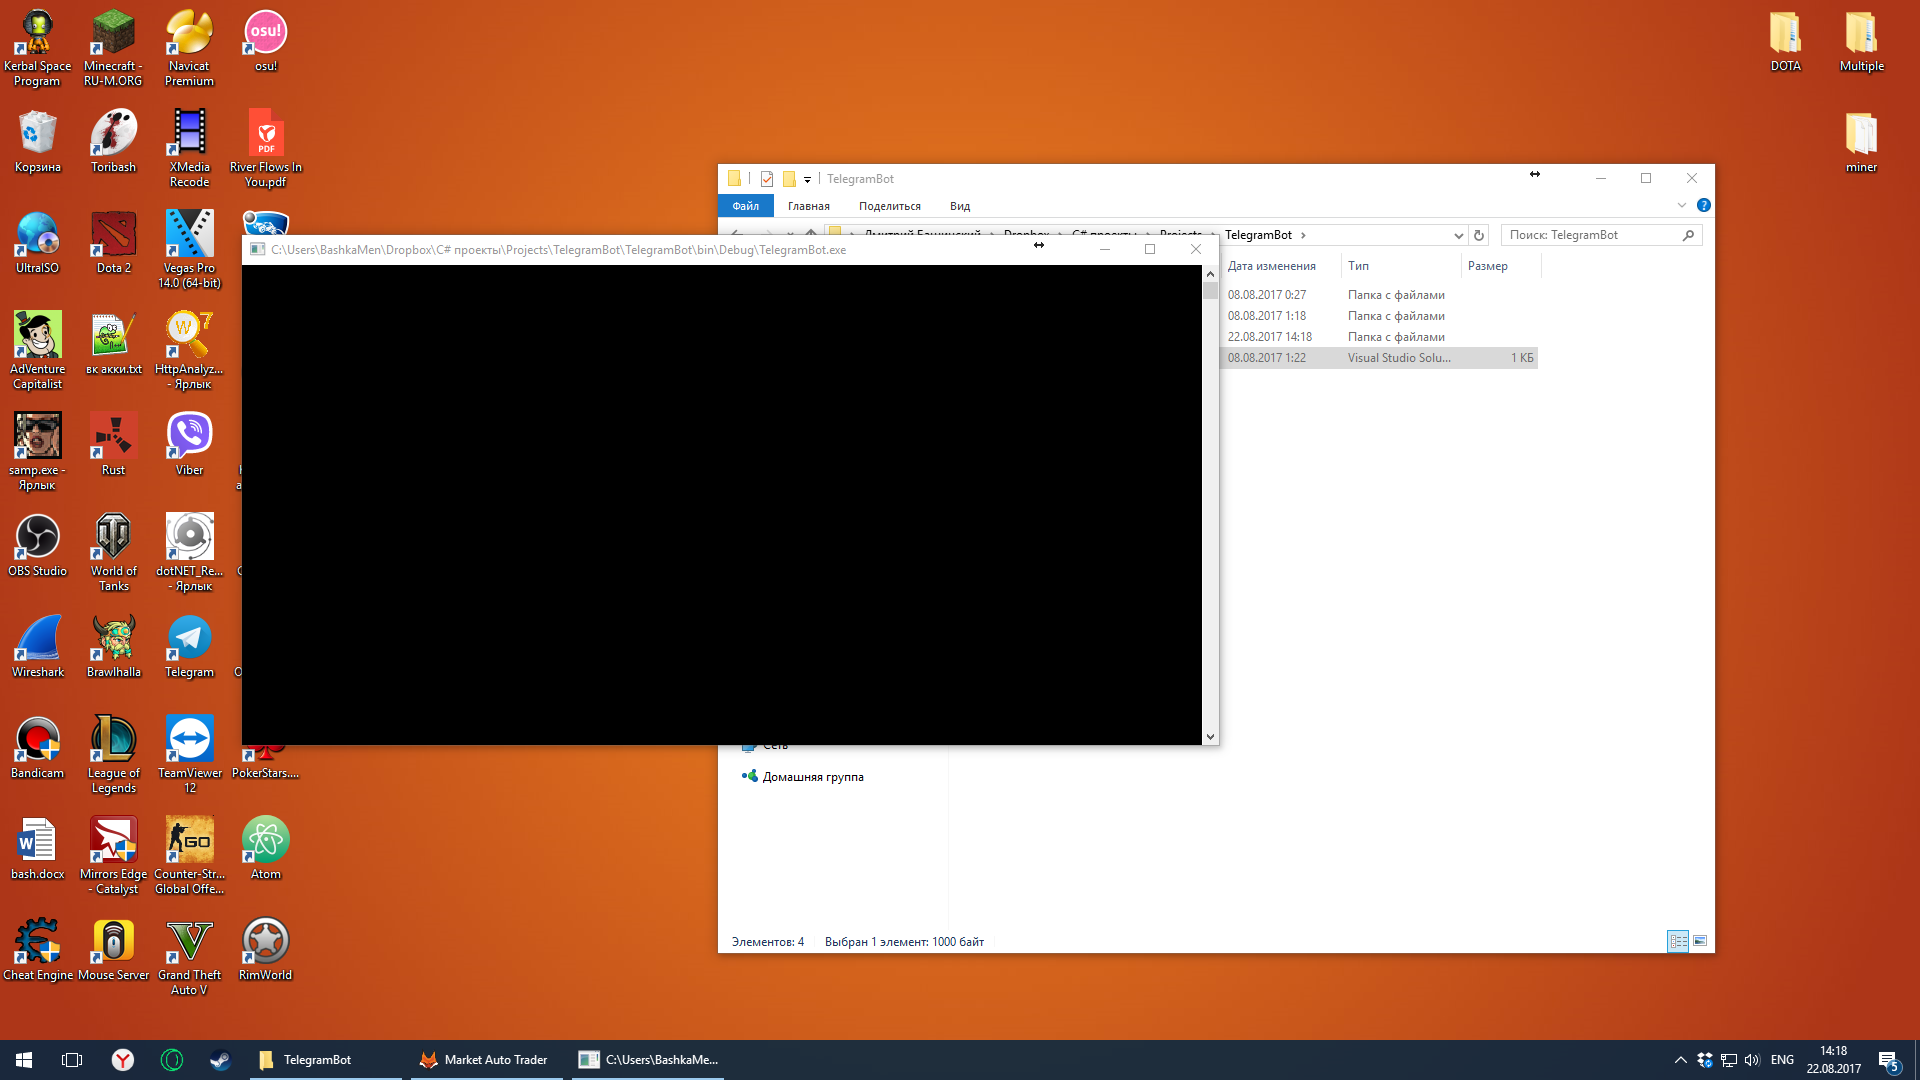 Kerbal Space
Program
Minecraft -
RU-M.ORG
Navicat
Premium
osu!
osu!
DOTA
Multiple
Корзина
Toribash
XMedia
Recode
PDF
River Flows In
You.pdf
miner
UltraISO
Dota 2
Vegas Pro
14.0 (64-bit)
AdVenture
Capitalist
вк акки.txt
HttpAnalyz...
- Ярлык
samp.exe -
Ярлык
Rust
Viber
OBS Studio
World of
Tanks
dotNET_Re...
- Ярлык
Wireshark
Brawlhalla
Telegram
Bandicam
League of
Legends
TeamViewer
12
PokerStars....
bash.docx
Mirrors Edge
- Catalyst
GO
Counter-Str...
Global Offe...
Atom
Cheat Engine
Mouse Server
Grand Theft
Auto V
RimWorld
TelegramBot
Файл
Главная
Поделиться
Вид
Дмитрий Башинский
Dropbox
C# проекты
Projects
TelegramBot
Поиск: TelegramBot
C:\Users\BashkaMen\Dropbox\C# проекты\Projects\TelegramBot\TelegramBot\bin\Debug\TelegramBot.exe
Дата изменения
Тип
Размер
08.08.2017 0:27
Папка с файлами
08.08.2017 1:18
Папка с файлами
22.08.2017 14:18
Папка с файлами
08.08.2017 1:22
Visual Studio Solu...
1 КБ
Сеть
Домашняя группа
Элементов: 4
Выбран 1 элемент: 1000 байт
TelegramBot
Market Auto Trader
C:\Users\BashkaMe...
ENG
14:18
22.08.2017
5